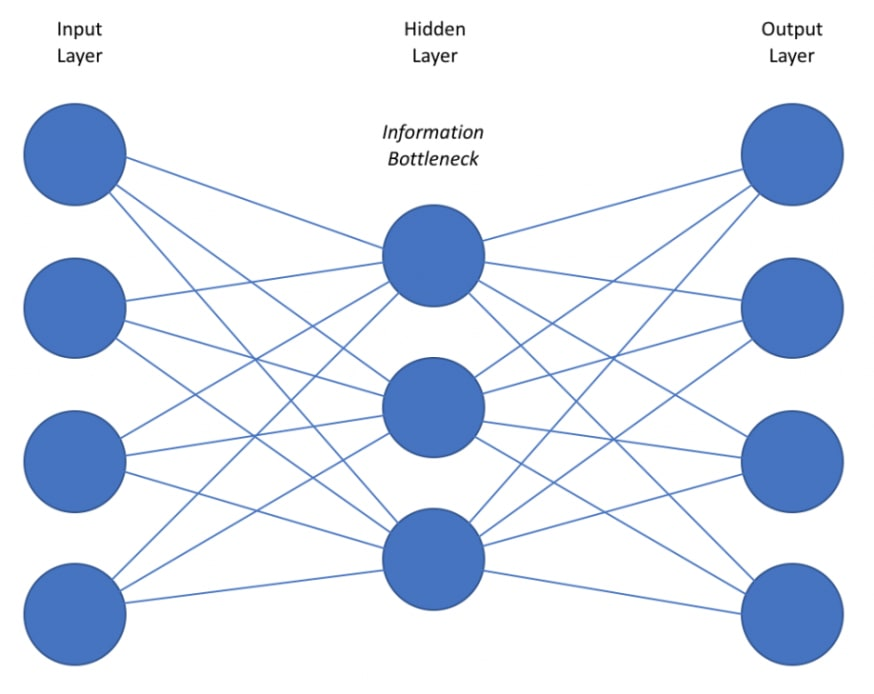 Input
Layer
Hidden
Layer
Output
Layer
Information
Bottleneck